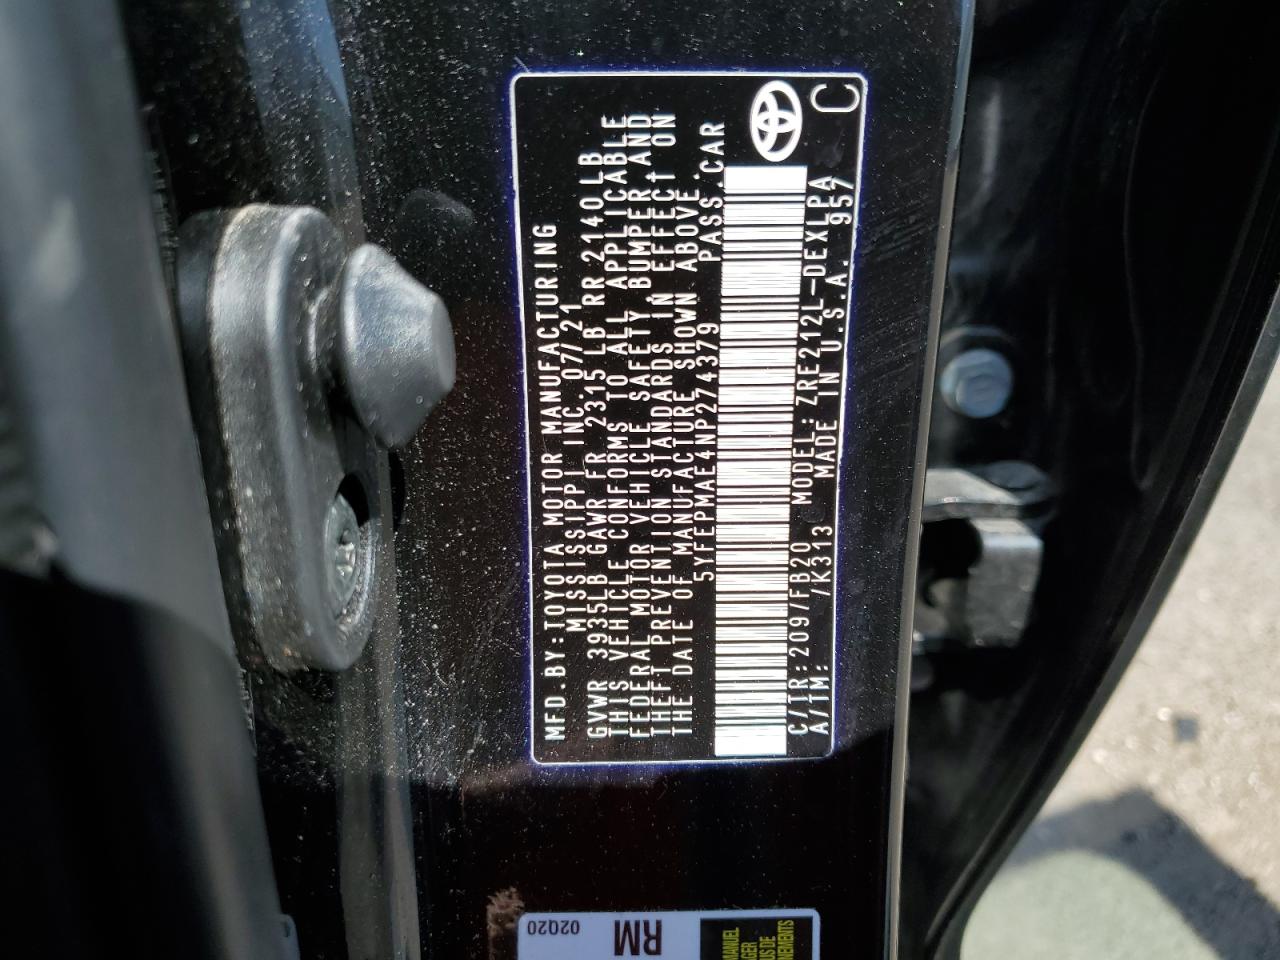 MFD.BY:TOYOTA MOTOR MANUFACTURING
MISSISSIPPI INC. 07/21
GVWR 3935LB GAWR FR 2315LB RR 2140LB
THIS VEHICLE CONFORMS TO ALL APPLICABLE
FEDERAL MOTOR VEHICLE SAFETY, BUMPER, AND
THEFT PREVENTION STANDARDS IN EFFECT ON
THE DATE OF MANUFACTURE SHOWN ABOVE.
5YFEPMAE4NP274379 PASS.CAR
C/TR:209/FB20 MODEL:ZRE212L-DEXLPA
A/TM: /K313 MADE IN U.S.A. 957 C
02Q20
RM